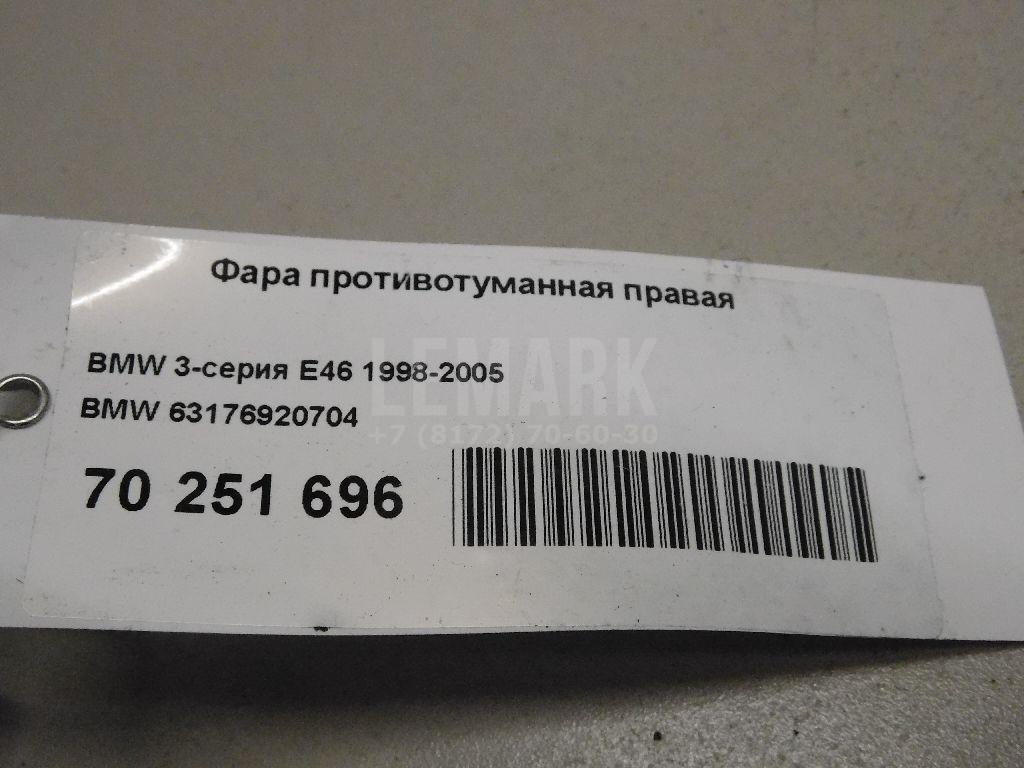 Фара противотуманная правая
BMW 3-серия E46 1998-2005
BMW 63176920704
70 251 696
LEMARK
+7 (8172) 70-60-30